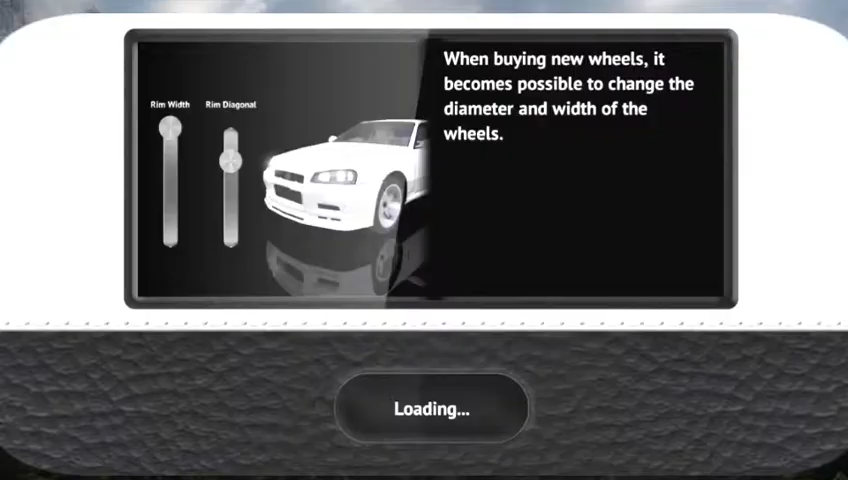 Rim Width Rim Diagonal
When buying new wheels, it
becomes possible to change the
diameter and width of the
wheels.
Loading...